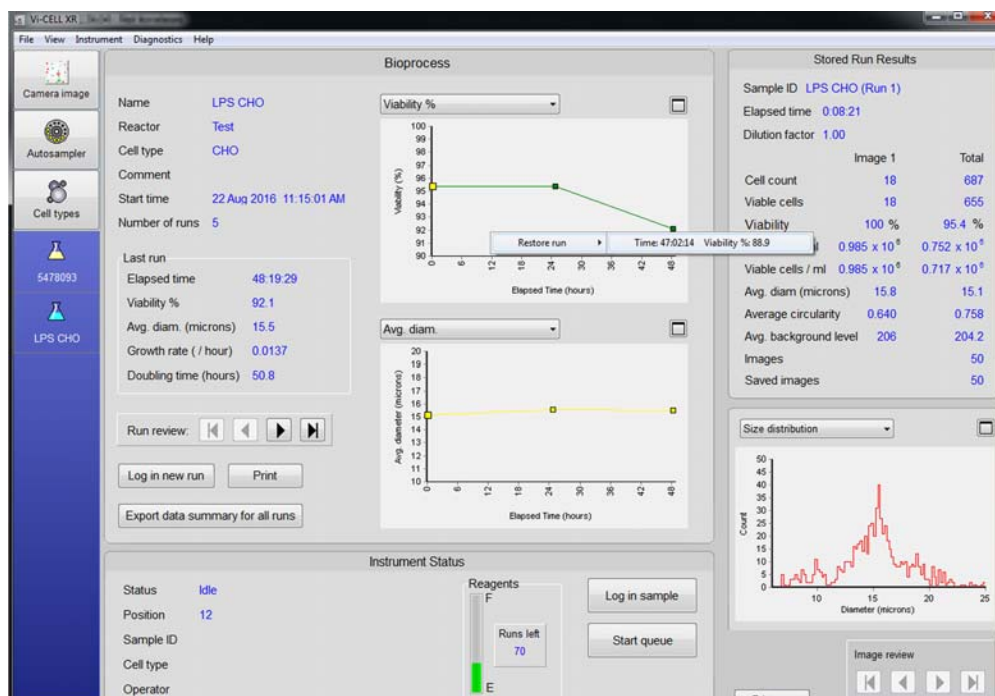 Vi-CELL XR
File View Instrument Diagnostics Help
Camera image
Autosampler
Cell types
5478093
LPS CHO
Bioprocess
Name LPS CHO
Reactor Test
Cell type CHO
Comment
Start time 22 Aug 2016 11:15:01 AM
Number of runs 5
Last run
Elapsed time 48:19:29
Viability % 92.1
Avg. diam. (microns) 15.5
Growth rate ( / hour) 0.0137
Doubling time (hours) 50.8
Run review:
Log in new run Print
Export data summary for all runs
Viability %
Viability (%)
100
99
98
97
96
95
94
93
92
91
90
0 6 12 18 24 30 36 42 48
Elapsed Time (hours)
Restore run Time: 47:02:14 Viability %: 88.9
Avg. diam.
Avg. diameter (microns)
20
19
18
17
16
15
14
13
12
11
10
0 6 12 18 24 30 36 42 48
Elapsed Time (hours)
Instrument Status
Status Idle
Position 12
Sample ID
Cell type
Operator
Reagents
F
Runs left
70
E
Log in sample
Start queue
Stored Run Results
Sample ID LPS CHO (Run 1)
Elapsed time 0:08:21
Dilution factor 1.00
Image 1 Total
Cell count 18 687
Viable cells 18 655
Viability 100 % 95.4 %
0.985 x 10⁶ 0.752 x 10⁶
Viable cells / ml 0.985 x 10⁶ 0.717 x 10⁶
Avg. diam (microns) 15.8 15.1
Average circularity 0.640 0.758
Avg. background level 206 204.2
Images 50
Saved images 50
Size distribution
Count
50
45
40
35
30
25
20
15
10
5
0
10 15 20 25
Diameter (microns)
Image review